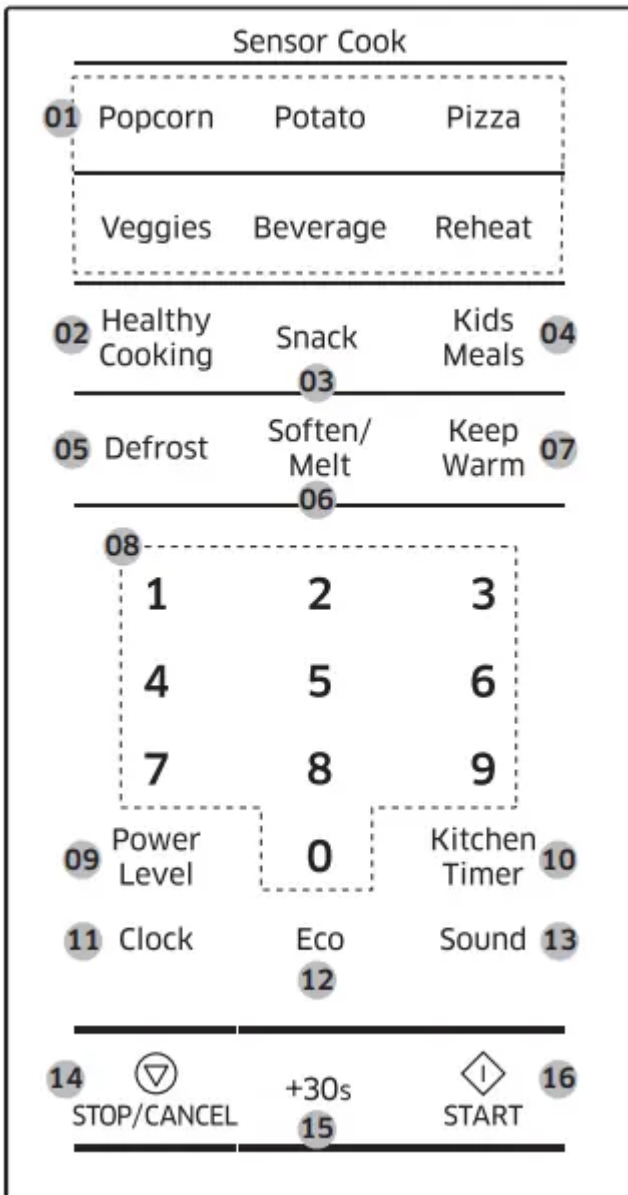 Sensor Cook
01 Popcorn Potato Pizza
Veggies Beverage Reheat
02 Healthy Cooking
Snack
03
Kids Meals 04
05 Defrost
Soften/
Melt
06
Keep
Warm 07
08
1 2 3
4 5 6
7 8 9
09 Power
Level
0
Kitchen
Timer 10
11 Clock
Eco
12
Sound 13
14 STOP/CANCEL
+30s
15
START 16